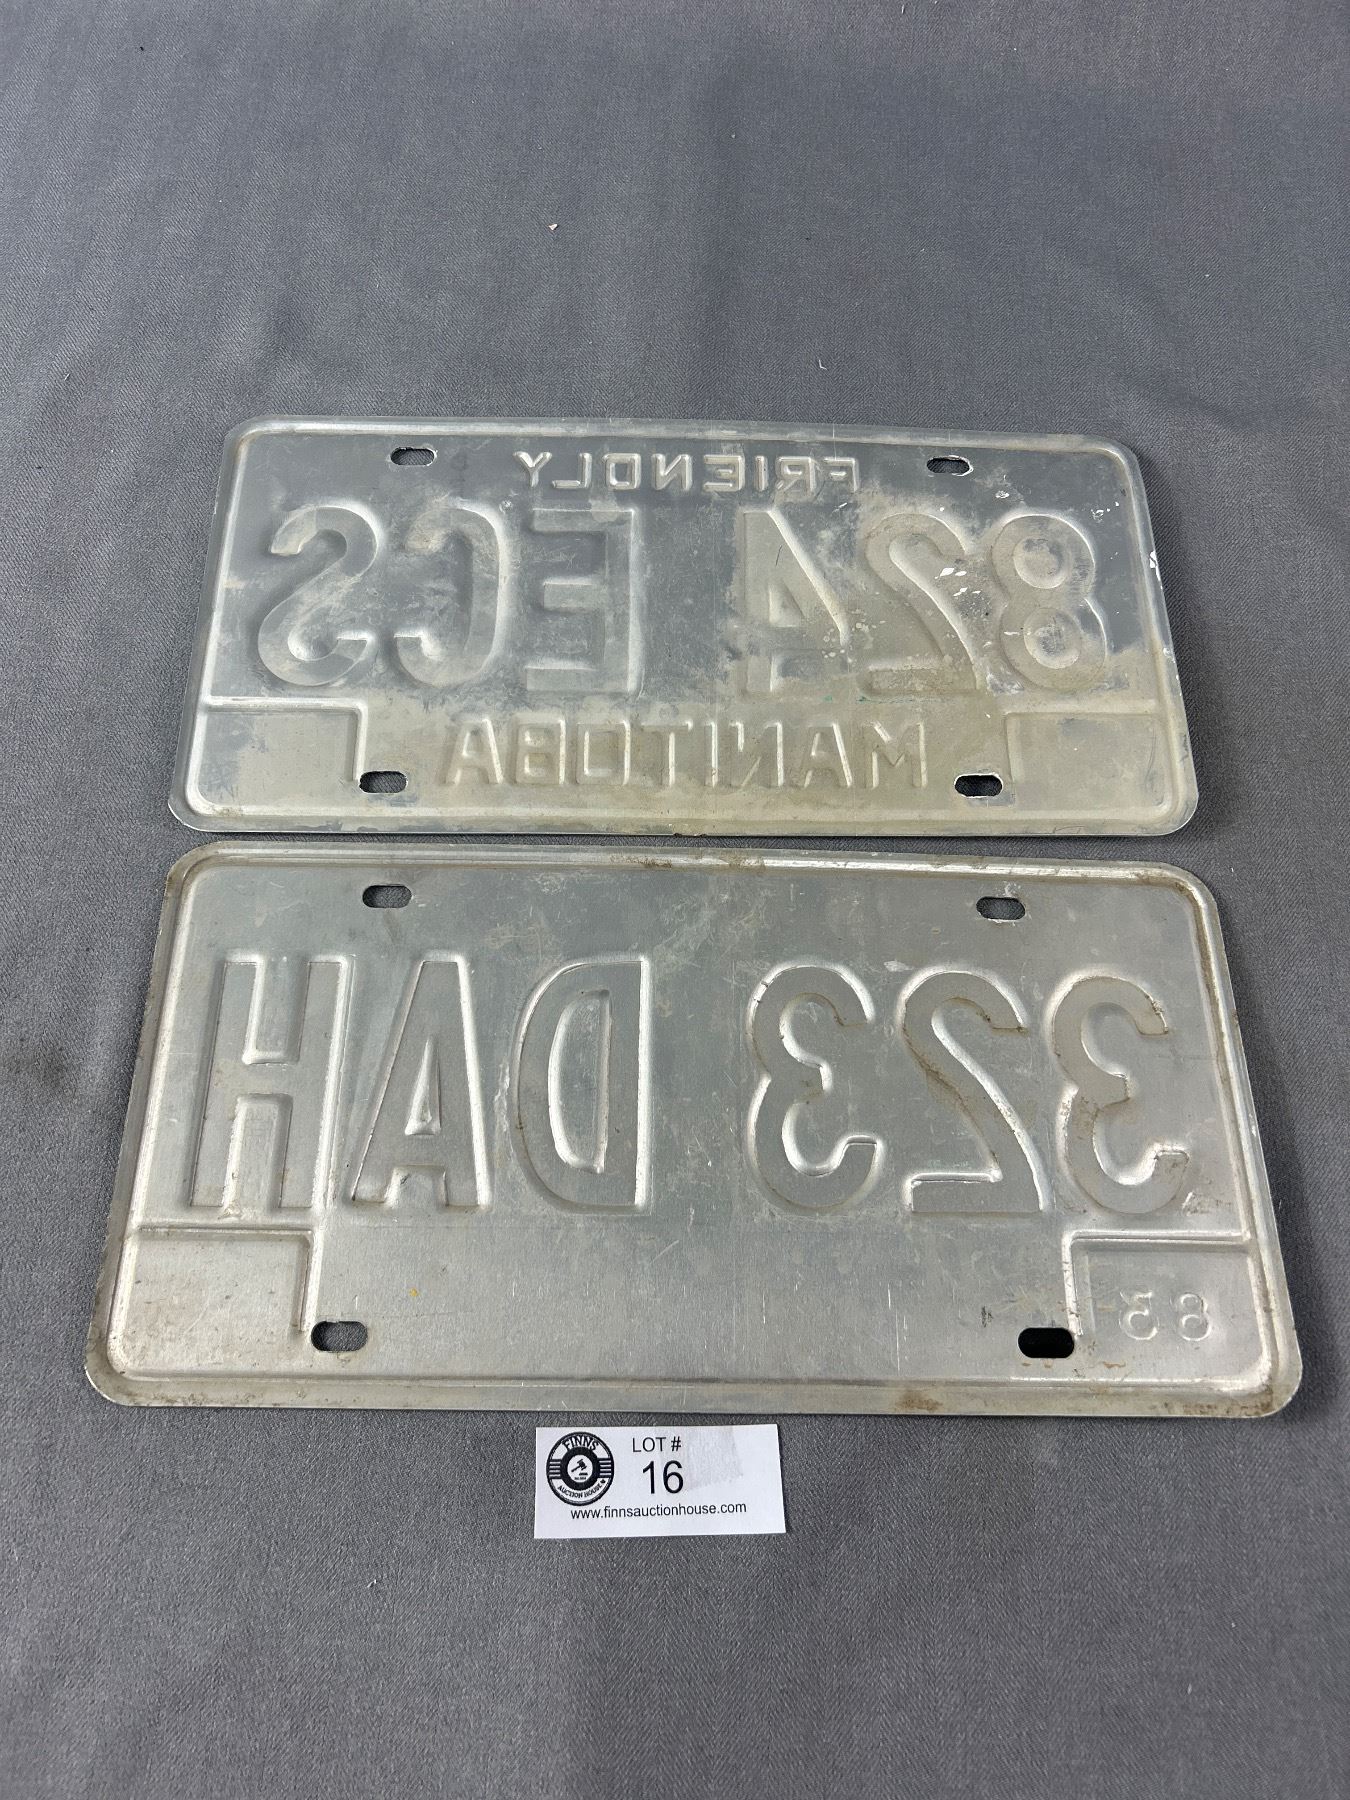 FRIENDLY
824 ECS
MANITOBA
323 DAH
83
FINNS
AUCTION HOUSE
LOT #
16
www.finnsauctionhouse.com